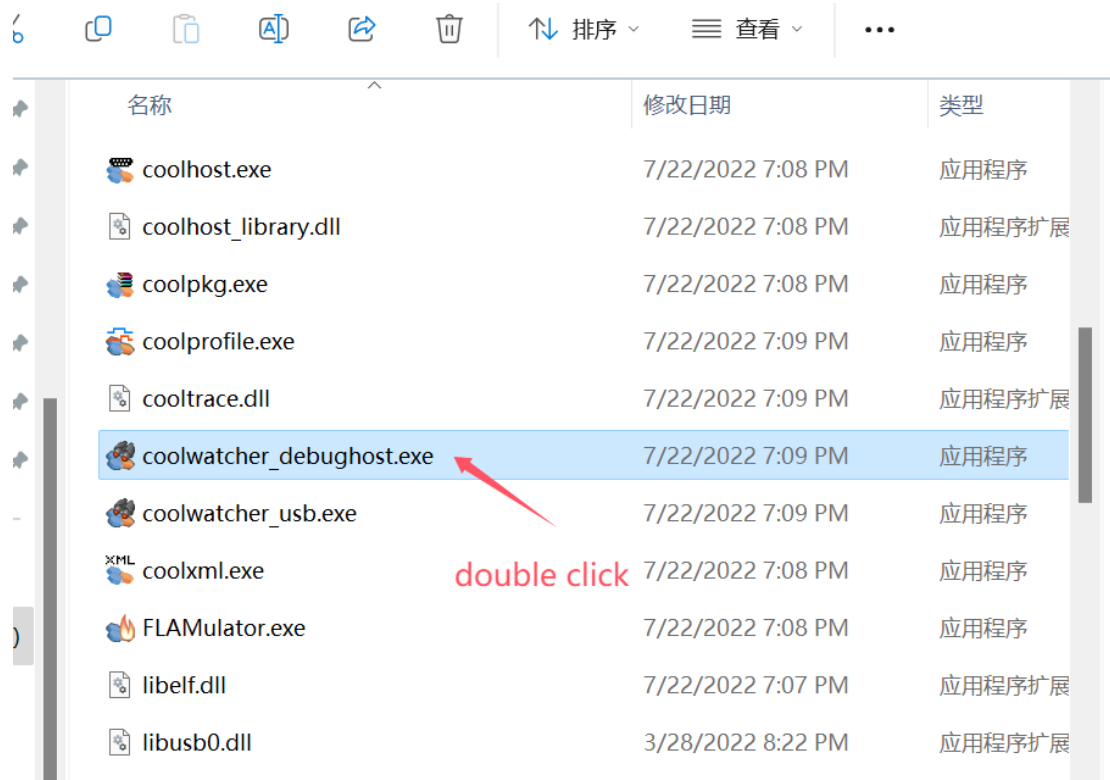 排序 查看
名称 修改日期 类型
coolhost.exe 7/22/2022 7:08 PM 应用程序
coolhost_library.dll 7/22/2022 7:08 PM 应用程序扩展
coolpkg.exe 7/22/2022 7:08 PM 应用程序
coolprofile.exe 7/22/2022 7:09 PM 应用程序
cooltrace.dll 7/22/2022 7:09 PM 应用程序扩展
coolwatcher_debughost.exe 7/22/2022 7:09 PM 应用程序
coolwatcher_usb.exe 7/22/2022 7:09 PM 应用程序
XML coolxml.exe 7/22/2022 7:08 PM 应用程序
double click
)
FLAMulator.exe 7/22/2022 7:08 PM 应用程序
libelf.dll 7/22/2022 7:07 PM 应用程序扩展
libusb0.dll 3/28/2022 8:22 PM 应用程序扩展